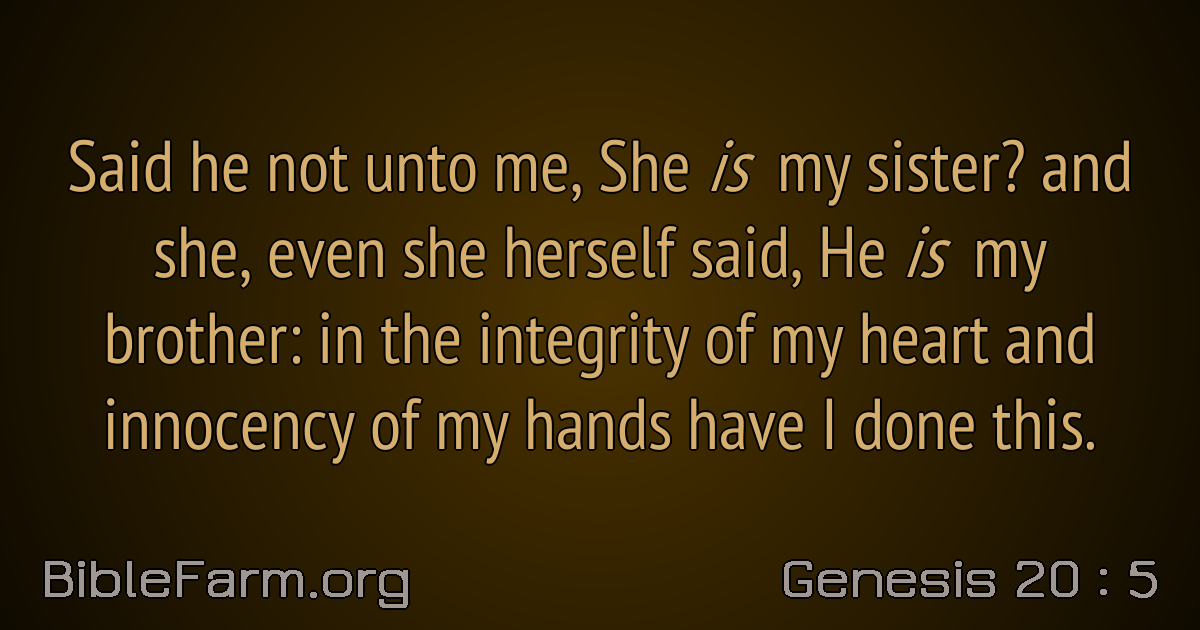 Said he not unto me, She is my sister? and
she, even she herself said, He is my
brother: in the integrity of my heart and
innocency of my hands have I done this.
BibleFarm.org
Genesis 20 : 5